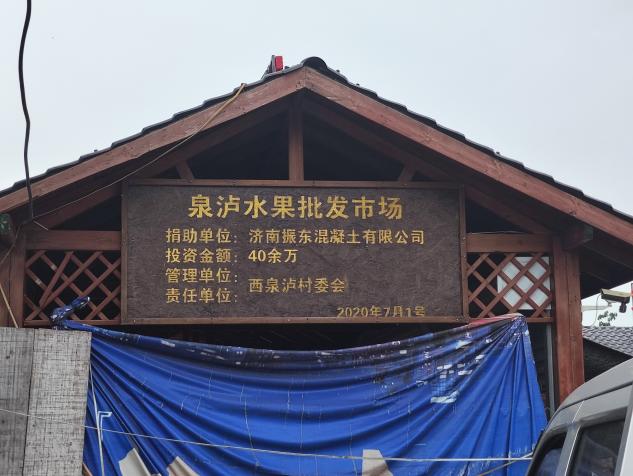 泉泸水果批发市场
捐助单位：济南振东混凝土有限公司
投资金额：40余万
管理单位：
责任单位：西泉泸村委会
2020年7月1号